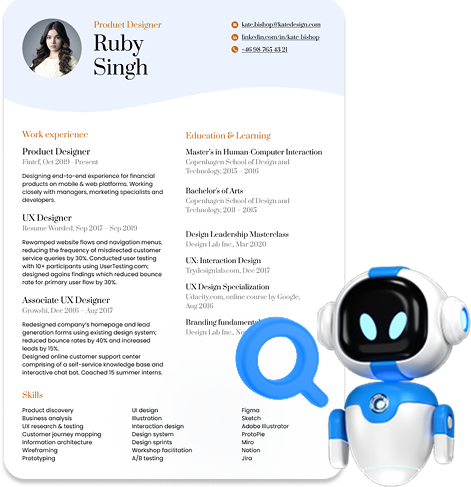 Product Designer
Ruby
Singh
kate.bishop@katedesign.com
linkedin.com/in/kate bishop
+46 98 765 43 21
Work experience
Product Designer
Fintef, Oct 2019 - Present
Designing end-to-end experience for financial
products on mobile & web platforms. Working
closely with managers, marketing specialists and
developers.
UX Designer
Resume Worded, Sep 2017 – Sep 2019
Rewamped website flows and navigation menus,
reducing the frequency of misdirected customer
service queries by 30%. Conducted user testing
with 10+ participants using UserTesting.com;
designed agains findings which reduced bounce
rate for primary user flow by 30%.
Associate UX Designer
Growshi, Dec 2016 – Aug 2017
Redesigned company's homepage and lead
generation forms using existing design system;
reduced bounce rates by 40% and increased
leads by 15%.
Designed online customer support center
comprising of a self-service knowledge base and
interactive chat bot. Coached 15 summer interns.
Education & Learning
Master's in Human-Computer Interaction
Copenhagen School of Design and
Technology, 2015 – 2016
Bachelor's of Arts
Copenhagen School of Design and
Technology, 2011 – 2015
Design Leadership Masterclass
Design Lab Inc., Mar 2020
UX: Interaction Design
Trydesignlab.com, Dec 2017
UX Design Specialization
Udacity.com, online course by Google,
Aug 2016
Branding
Design Lab Inc.,
Skills
Product discovery
Business analysis
UX research & testing
Customer journey mapping
Information architecture
Wireframing
Prototyping
UI design
Illustration
Interaction design
Design system
Design sprints
Workshop facilitation
A/B testing
Figma
Sketch
Adobe Illustrator
ProtoPie
Miro
Notion
Jira